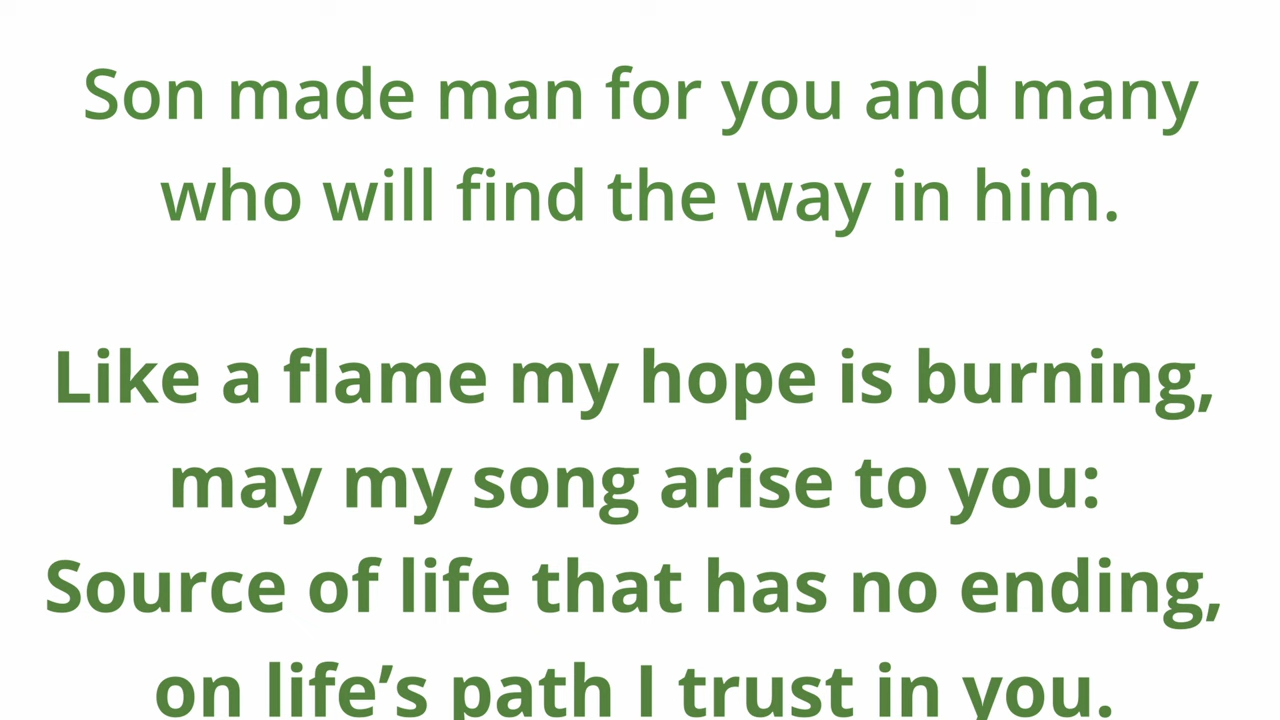 Son made man for you and many
who will find the way in him.
Like a flame my hope is burning,
may my song arise to you:
Source of life that has no ending,
on life’s path I trust in you.